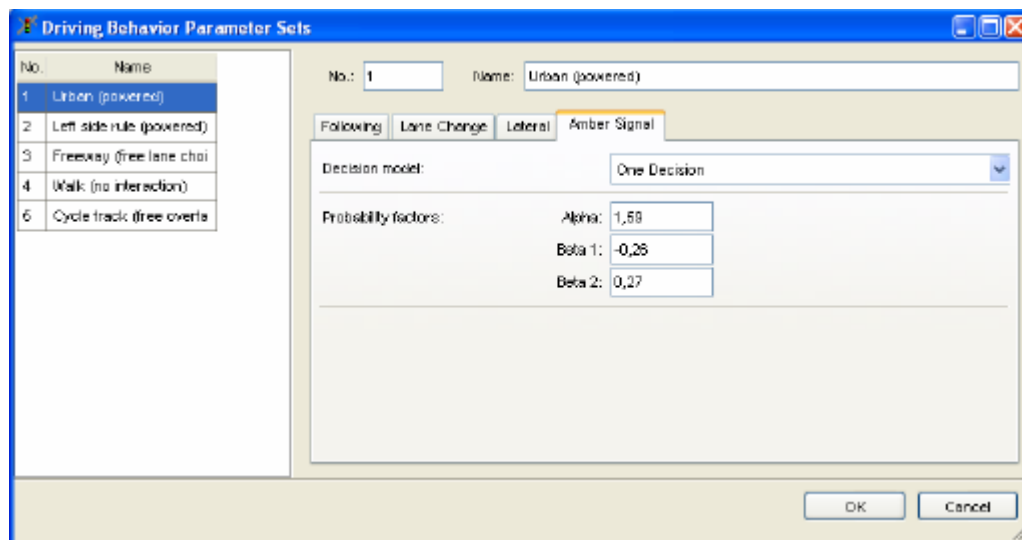 Driving Behavior Parameter Sets
No. Name
1 Urban (powered)
2 Left side rule (powered)
3 Freeway (free lane choi
4 Walk (no interaction)
5 Cycle track (free overta
No.: 1 Name: Urban (powered)
Following Lane Change Lateral Amber Signal
Decision model: One Decision
Probability factors: Alpha: 1,59
Beta 1: -0,26
Beta 2: 0,27
OK Cancel